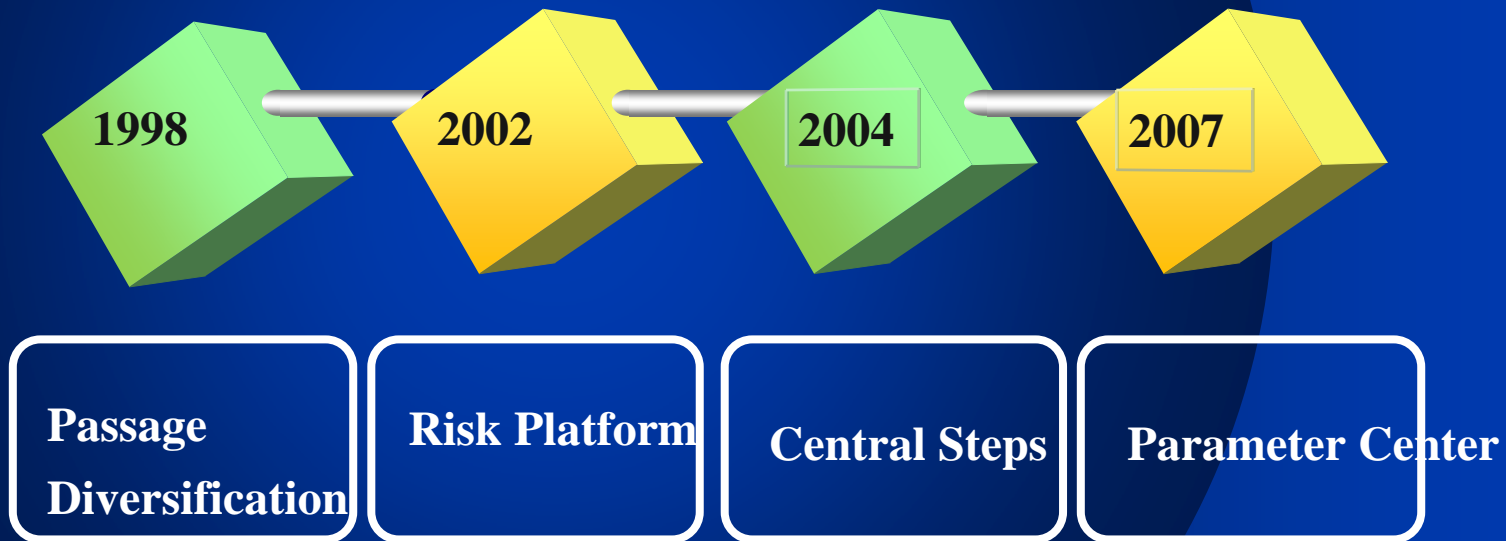 1998
2002
2004
2007
Passage
Diversification
Risk Platform
Central Steps
Parameter Center